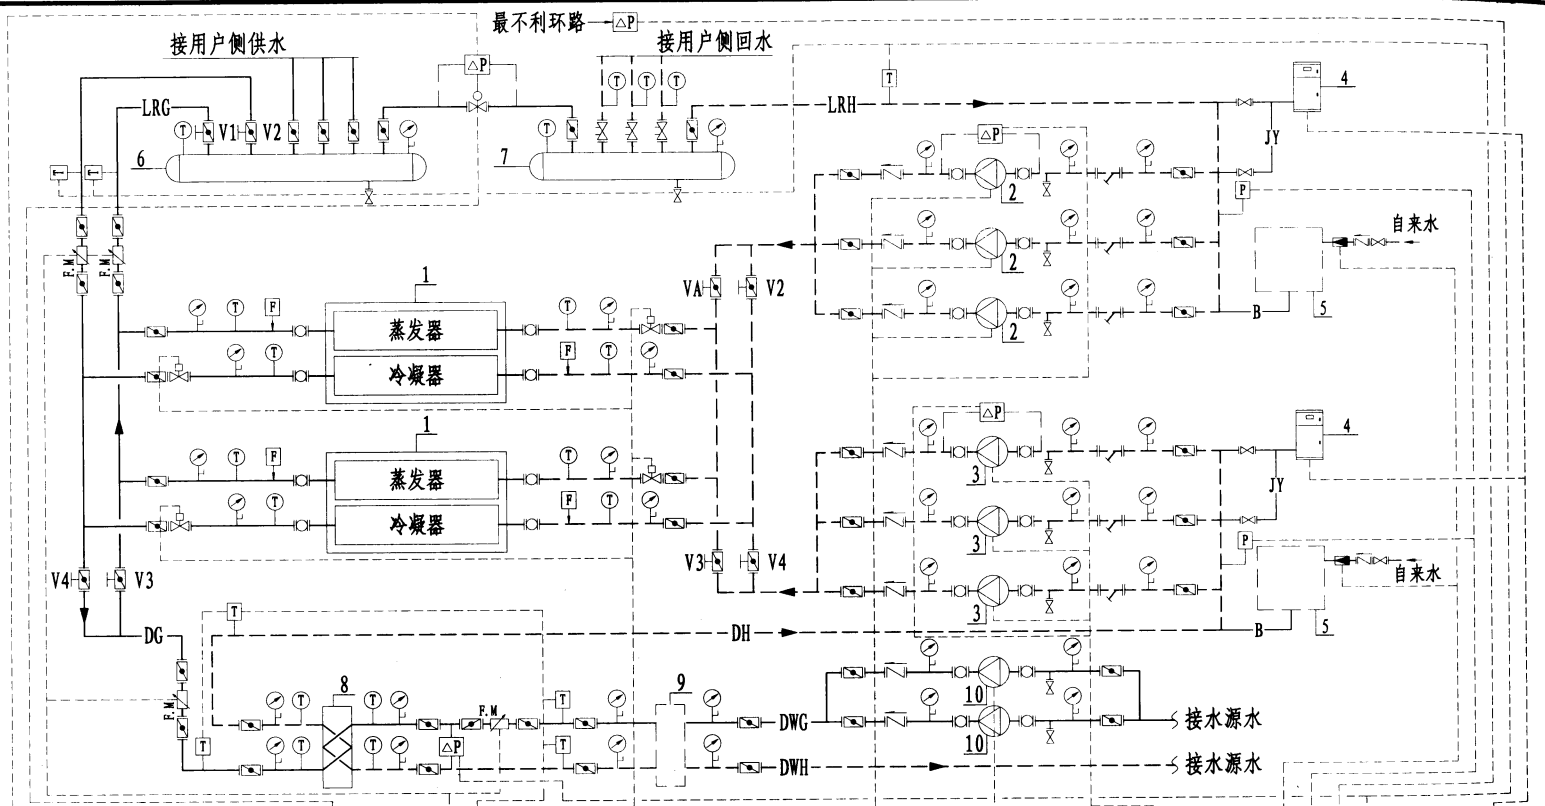 最不利环路 △P
接用户侧供水 △P 接用户侧回水
T T T T 4
LRG LRH
T V1 V2 T JY
6 7 △P
T T 2 P
自来水
2
F.M F.M
1 VA V2
T F T 2 B 5
蒸发器
T F T
冷凝器
1 △P 4
T F T 3 JY
蒸发器
T F T
冷凝器
3 P
V4 V3 V3 V4
自来水
3
T
DG DH B 5
8 9
F.M T T F.M T 10
DWG 接水源水
T T T △P T 10
DWH 接水源水